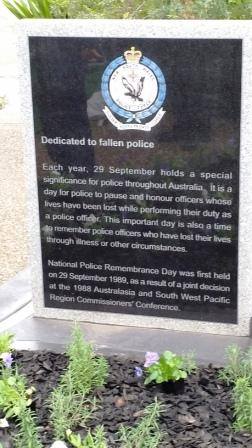 Dedicated to fallen police
Each year, 29 September holds a special
significance for police throughout Australia. It is a
day for police to pause and honour officers whose
lives have been lost while performing their duty as
a police officer. This important day is also a time
to remember police officers who have lost their lives
through illness or other circumstances.
National Police Remembrance Day was first held
on 29 September 1989, as a result of a joint decision
at the 1988 Australasia and South West Pacific
Region Commissioners' Conference.